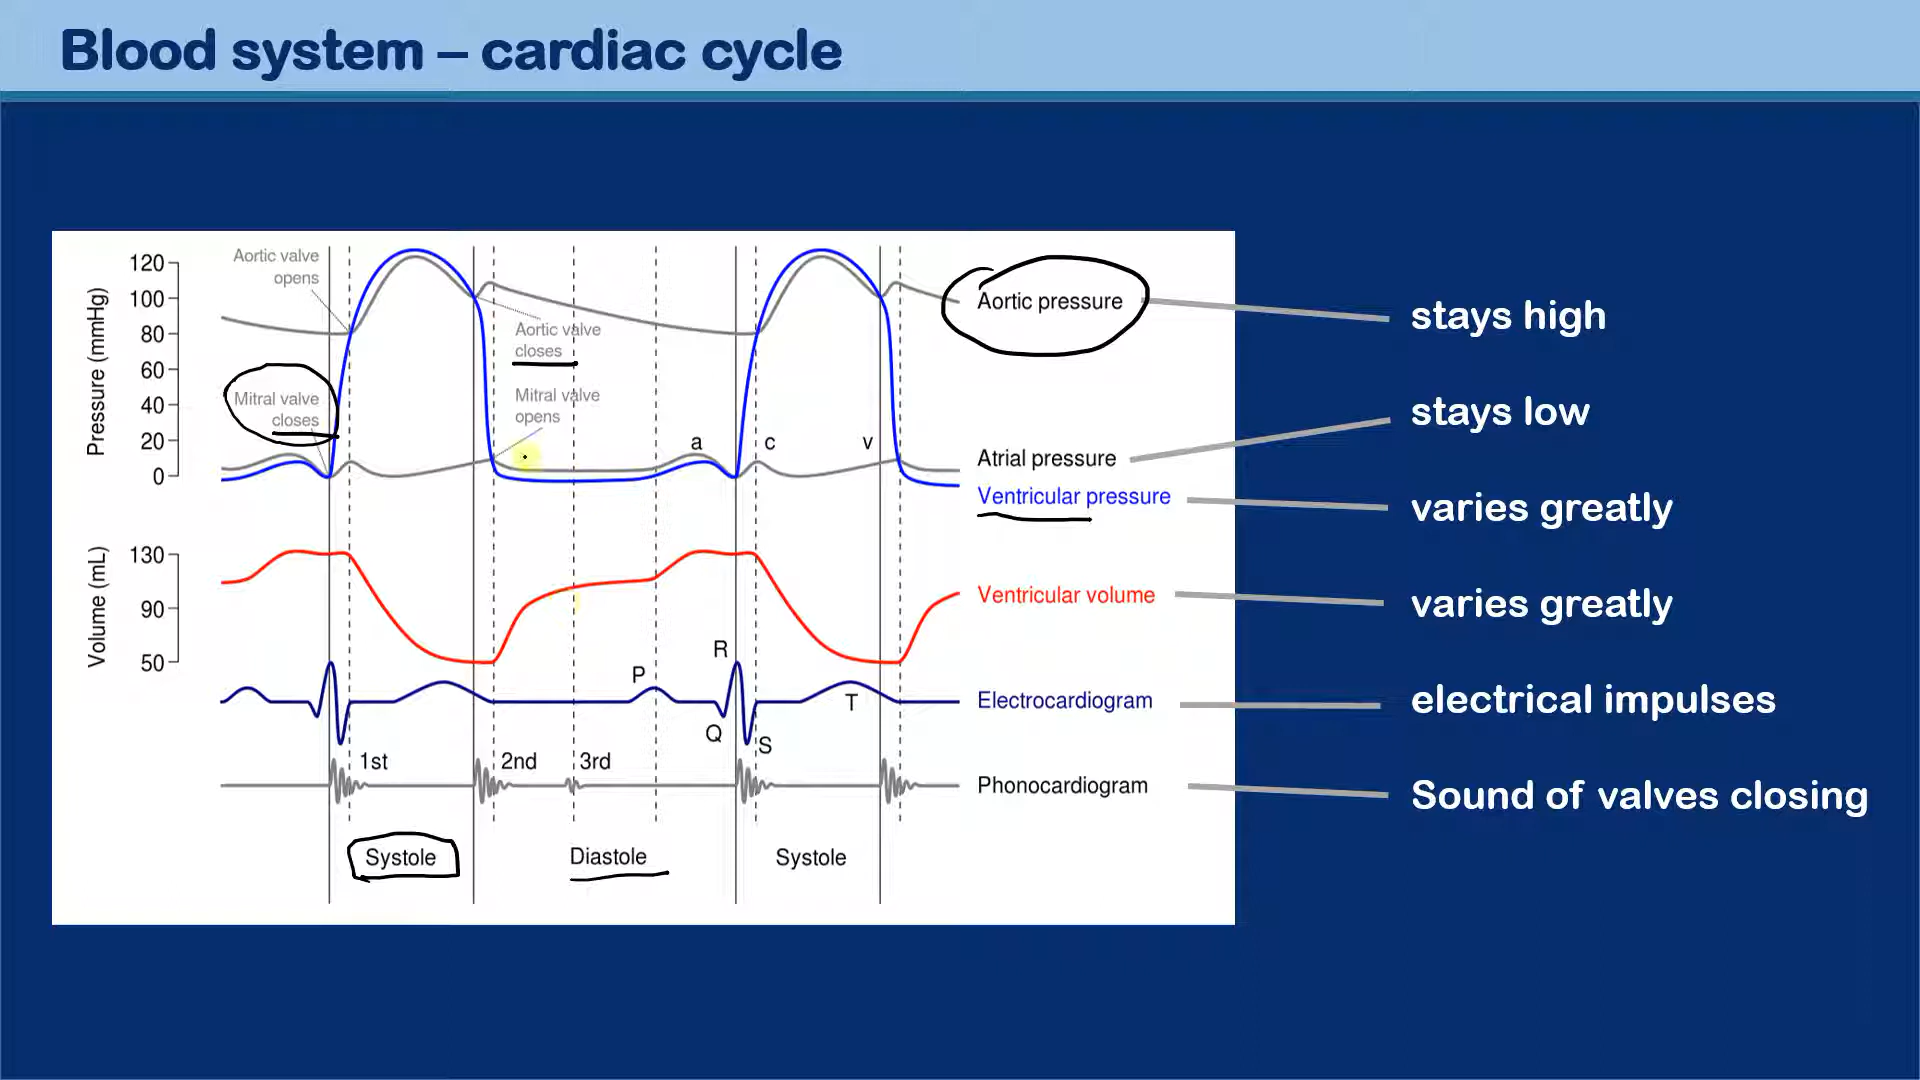 Blood system – cardiac cycle
Pressure (mmHg)
120
100
80
60
40
20
0
Aortic valve
opens
Aortic valve
closes
Mitral valve
closes
Mitral valve
opens
a
c
v
Aortic pressure
stays high
Atrial pressure
stays low
Ventricular pressure
varies greatly
Volume (mL)
130
90
50
Ventricular volume
varies greatly
R
P
Q
S
T
Electrocardiogram
electrical impulses
1st
2nd
3rd
Phonocardiogram
Sound of valves closing
Systole
Diastole
Systole